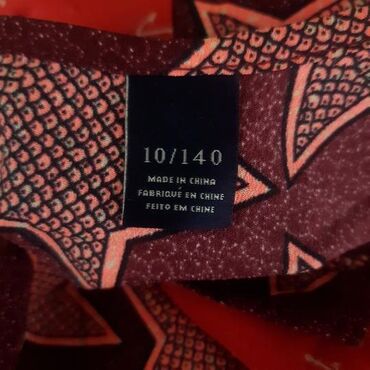 10/140
MADE IN CHINA
FABRIQUÉ EN CHINE
FEITO EM CHINE